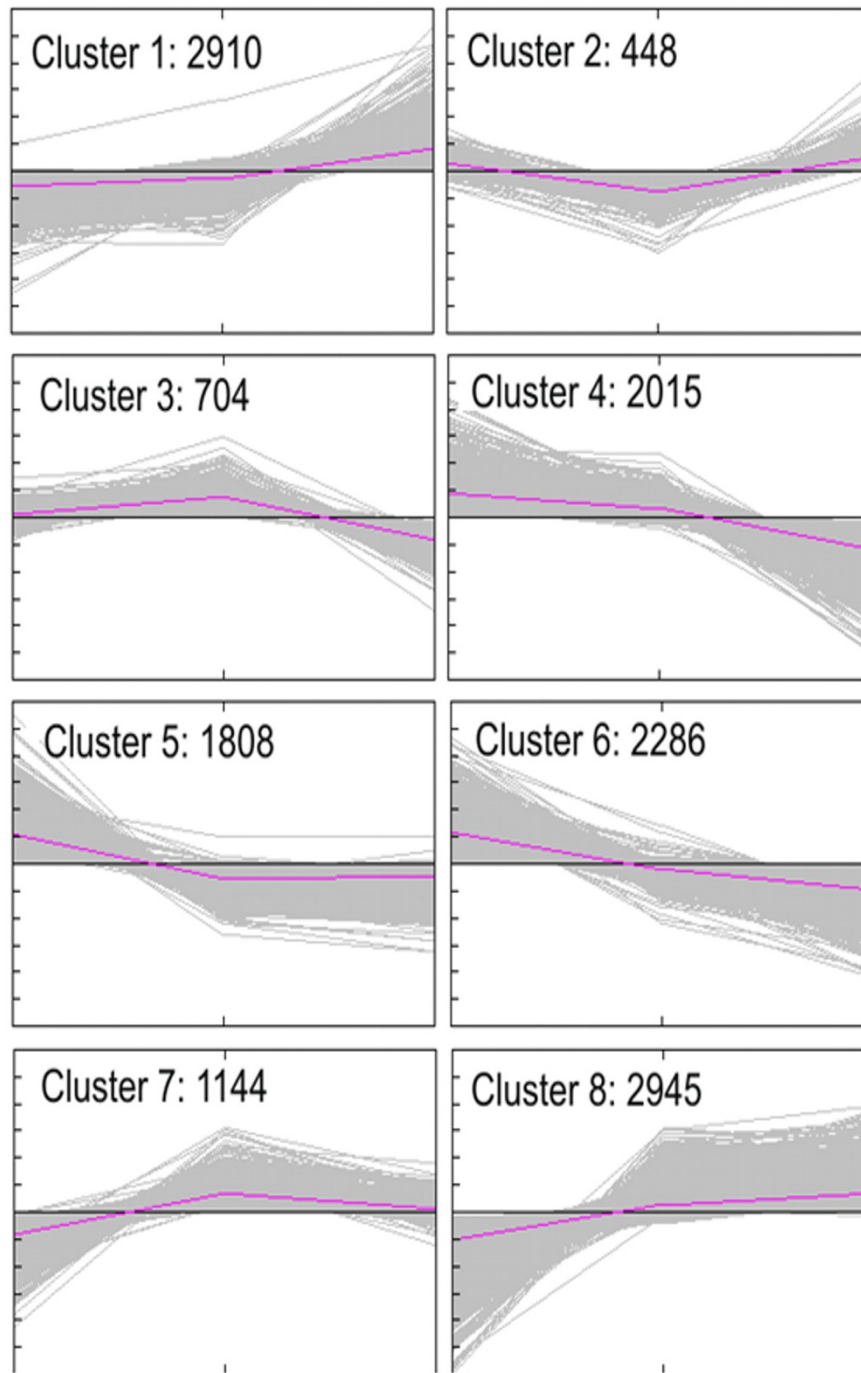 Cluster 1: 2910
Cluster 2: 448
Cluster 3: 704
Cluster 4: 2015
Cluster 5: 1808
Cluster 6: 2286
Cluster 7: 1144
Cluster 8: 2945